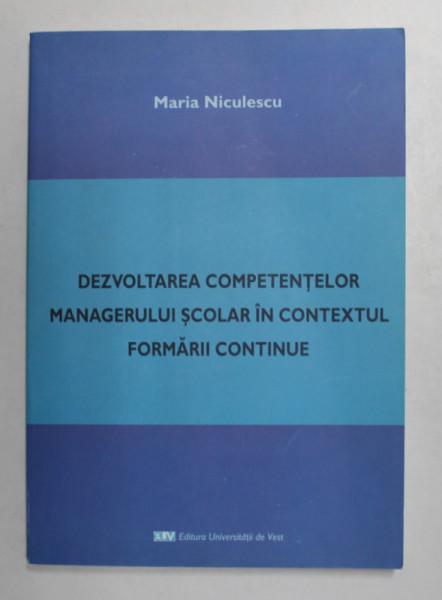 Maria Niculescu
DEZVOLTAREA COMPETENȚELOR
MANAGERULUI ȘCOLAR ÎN CONTEXTUL
FORMĂRII CONTINUE
Editura Universității de Vest